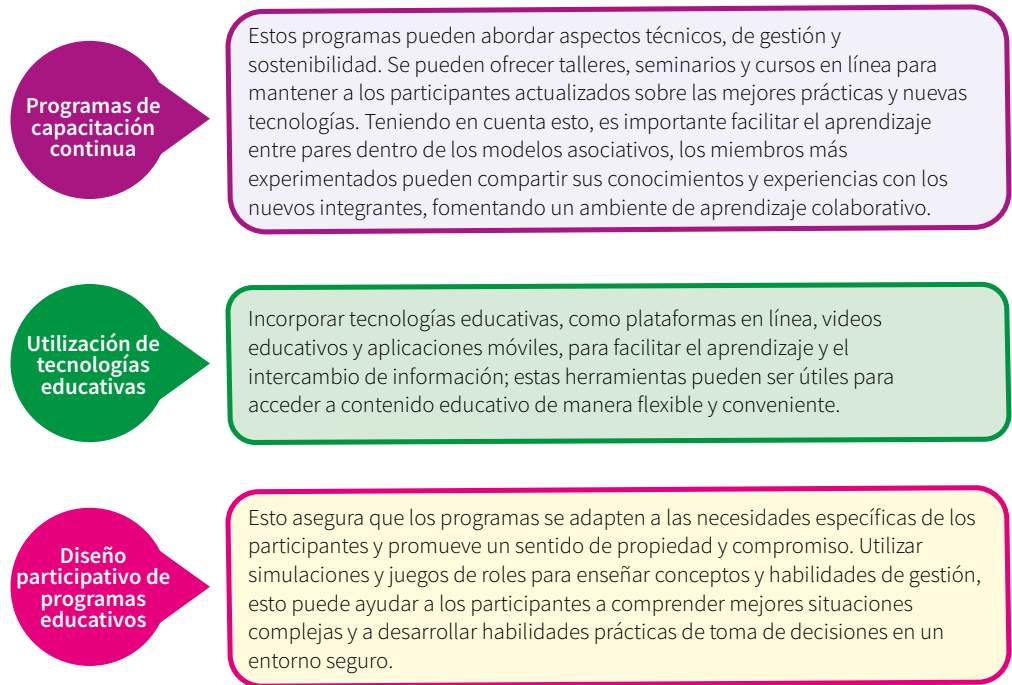 Programas de
capacitación
continua
Estos programas pueden abordar aspectos técnicos, de gestión y
sostenibilidad. Se pueden ofrecer talleres, seminarios y cursos en línea para
mantener a los participantes actualizados sobre las mejores prácticas y nuevas
tecnologías. Teniendo en cuenta esto, es importante facilitar el aprendizaje
entre pares dentro de los modelos asociativos, los miembros más
experimentados pueden compartir sus conocimientos y experiencias con los
nuevos integrantes, fomentando un ambiente de aprendizaje colaborativo.
Utilización de
tecnologías
educativas
Incorporar tecnologías educativas, como plataformas en línea, videos
educativos y aplicaciones móviles, para facilitar el aprendizaje y el
intercambio de información; estas herramientas pueden ser útiles para
acceder a contenido educativo de manera flexible y conveniente.
Diseño
participativo de
programas
educativos
Esto asegura que los programas se adapten a las necesidades específicas de los
participantes y promueve un sentido de propiedad y compromiso. Utilizar
simulaciones y juegos de roles para enseñar conceptos y habilidades de gestión,
esto puede ayudar a los participantes a comprender mejores situaciones
complejas y a desarrollar habilidades prácticas de toma de decisiones en un
entorno seguro.